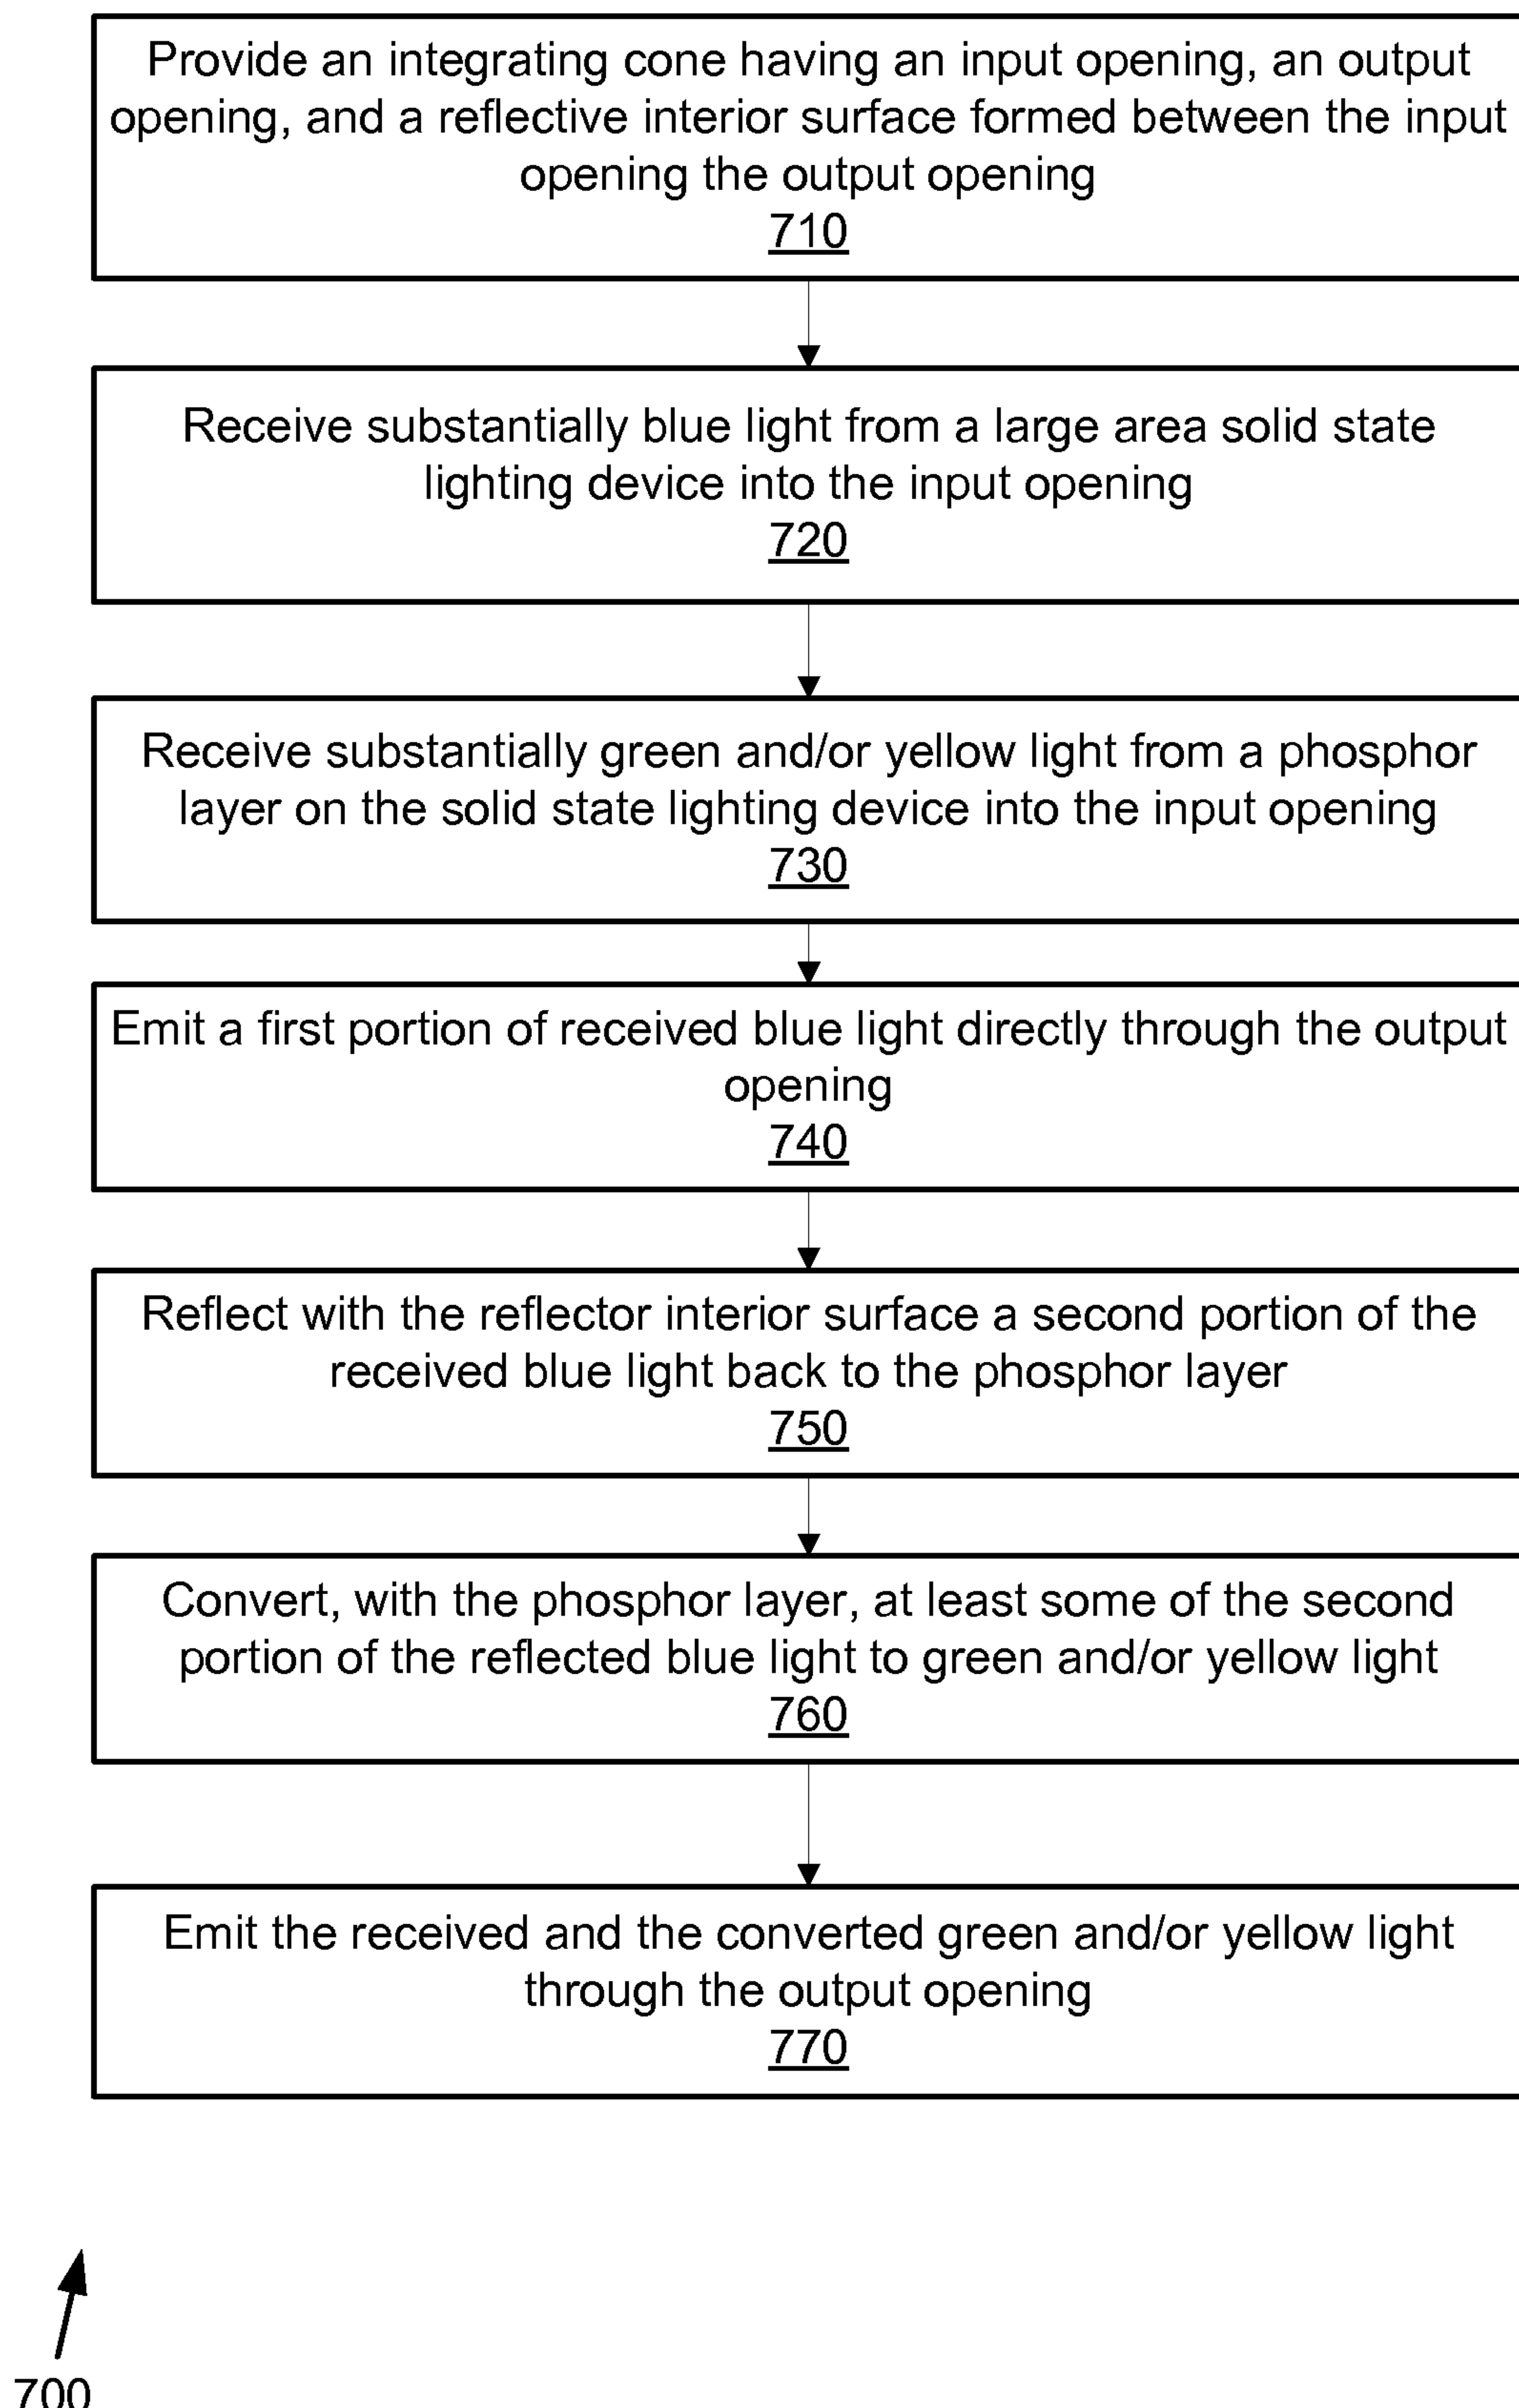 Provide an integrating cone having an input opening, an output
opening, and a reflective interior surface formed between the input
opening the output opening
710
Receive substantially blue light from a large area solid state
lighting device into the input opening
720
Receive substantially green and/or yellow light from a phosphor
layer on the solid state lighting device into the input opening
730
Emit a first portion of received blue light directly through the output
opening
740
Reflect with the reflector interior surface a second portion of the
received blue light back to the phosphor layer
750
Convert, with the phosphor layer, at least some of the second
portion of the reflected blue light to green and/or yellow light
760
Emit the received and the converted green and/or yellow light
through the output opening
770
700